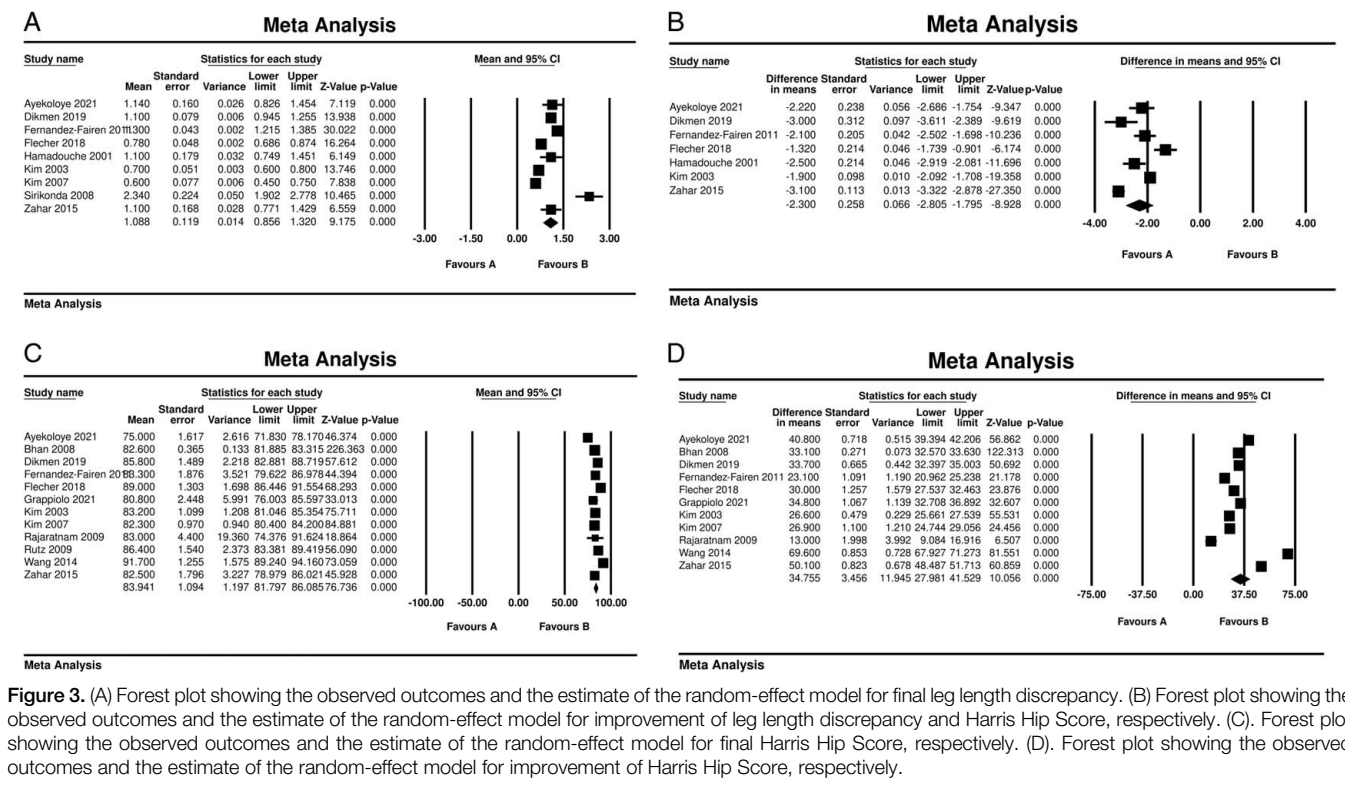 A
Meta Analysis
Study name Statistics for each study Mean and 95% CI
Standard Lower Upper
Mean error Variance limit limit Z-Value p-Value
Ayekoloye 2021 1.140 0.160 0.026 0.826 1.454 7.119 0.000
Dikmen 2019 1.100 0.079 0.006 0.945 1.255 13.938 0.000
Fernandez-Fairen 2011 1.300 0.043 0.002 1.215 1.385 30.022 0.000
Flecher 2018 0.780 0.048 0.002 0.686 0.874 16.264 0.000
Hamadouche 2001 1.100 0.179 0.032 0.749 1.451 6.149 0.000
Kim 2003 0.700 0.051 0.003 0.600 0.800 13.746 0.000
Kim 2007 0.600 0.077 0.006 0.450 0.750 7.838 0.000
Sirikonda 2008 2.340 0.224 0.050 1.902 2.778 10.465 0.000
Zahar 2015 1.100 0.168 0.028 0.771 1.429 6.559 0.000
1.088 0.119 0.014 0.856 1.320 9.175 0.000
-3.00 -1.50 0.00 1.50 3.00
Favours A Favours B
Meta Analysis
B
Meta Analysis
Study name Statistics for each study Difference in means and 95% CI
Difference Standard Lower Upper
in means error Variance limit limit Z-Value p-Value
Ayekoloye 2021 -2.220 0.238 0.056 -2.686 -1.754 -9.347 0.000
Dikmen 2019 -3.000 0.312 0.097 -3.611 -2.389 -9.619 0.000
Fernandez-Fairen 2011 -2.100 0.205 0.042 -2.502 -1.698 -10.236 0.000
Flecher 2018 -1.320 0.214 0.046 -1.739 -0.901 -6.174 0.000
Hamadouche 2001 -2.500 0.214 0.046 -2.919 -2.081 -11.696 0.000
Kim 2003 -1.900 0.098 0.010 -2.092 -1.708 -19.358 0.000
Zahar 2015 -3.100 0.113 0.013 -3.322 -2.878 -27.350 0.000
-2.300 0.258 0.066 -2.805 -1.795 -8.928 0.000
-4.00 -2.00 0.00 2.00 4.00
Favours A Favours B
Meta Analysis
C
Meta Analysis
Study name Statistics for each study Mean and 95% CI
Standard Lower Upper
Mean error Variance limit limit Z-Value p-Value
Ayekoloye 2021 75.000 1.617 2.616 71.830 78.170 46.374 0.000
Bhan 2008 82.600 0.365 0.133 81.885 83.315 226.363 0.000
Dikmen 2019 85.800 1.489 2.218 82.881 88.719 57.612 0.000
Fernandez-Fairen 2011 83.300 1.876 3.521 79.622 86.978 44.394 0.000
Flecher 2018 89.000 1.303 1.698 86.446 91.554 68.293 0.000
Grappiolo 2021 80.800 2.448 5.991 76.003 85.597 33.013 0.000
Kim 2003 83.200 1.099 1.208 81.046 85.354 75.711 0.000
Kim 2007 82.300 0.970 0.940 80.400 84.200 84.881 0.000
Rajaratnam 2009 83.000 4.400 19.360 74.376 91.624 18.864 0.000
Rutz 2009 86.400 1.540 2.373 83.381 89.419 56.090 0.000
Wang 2014 91.700 1.255 1.575 89.240 94.160 73.059 0.000
Zahar 2015 82.500 1.796 3.227 78.979 86.021 45.928 0.000
83.941 1.094 1.197 81.797 86.085 76.736 0.000
-100.00 -50.00 0.00 50.00 100.00
Favours A Favours B
Meta Analysis
D
Meta Analysis
Study name Statistics for each study Difference in means and 95% CI
Difference Standard Lower Upper
in means error Variance limit limit Z-Value p-Value
Ayekoloye 2021 40.800 0.718 0.515 39.394 42.206 56.862 0.000
Bhan 2008 33.100 0.271 0.073 32.570 33.630 122.313 0.000
Dikmen 2019 33.700 0.665 0.442 32.397 35.003 50.692 0.000
Fernandez-Fairen 2011 23.100 1.091 1.190 20.962 25.238 21.178 0.000
Flecher 2018 30.000 1.257 1.579 27.537 32.463 23.876 0.000
Grappiolo 2021 34.800 1.067 1.139 32.708 36.892 32.607 0.000
Kim 2003 26.600 0.479 0.229 25.661 27.539 55.531 0.000
Kim 2007 26.900 1.100 1.210 24.744 29.056 24.456 0.000
Rajaratnam 2009 13.000 1.998 3.992 9.084 16.916 6.507 0.000
Wang 2014 69.600 0.853 0.728 67.927 71.273 81.551 0.000
Zahar 2015 50.100 0.823 0.678 48.487 51.713 60.859 0.000
34.755 3.456 11.945 27.981 41.529 10.056 0.000
-75.00 -37.50 0.00 37.50 75.00
Favours A Favours B
Meta Analysis
Figure 3. (A) Forest plot showing the observed outcomes and the estimate of the random-effect model for final leg length discrepancy. (B) Forest plot showing the
observed outcomes and the estimate of the random-effect model for improvement of leg length discrepancy and Harris Hip Score, respectively. (C). Forest plot
showing the observed outcomes and the estimate of the random-effect model for final Harris Hip Score, respectively. (D). Forest plot showing the observed
outcomes and the estimate of the random-effect model for improvement of Harris Hip Score, respectively.